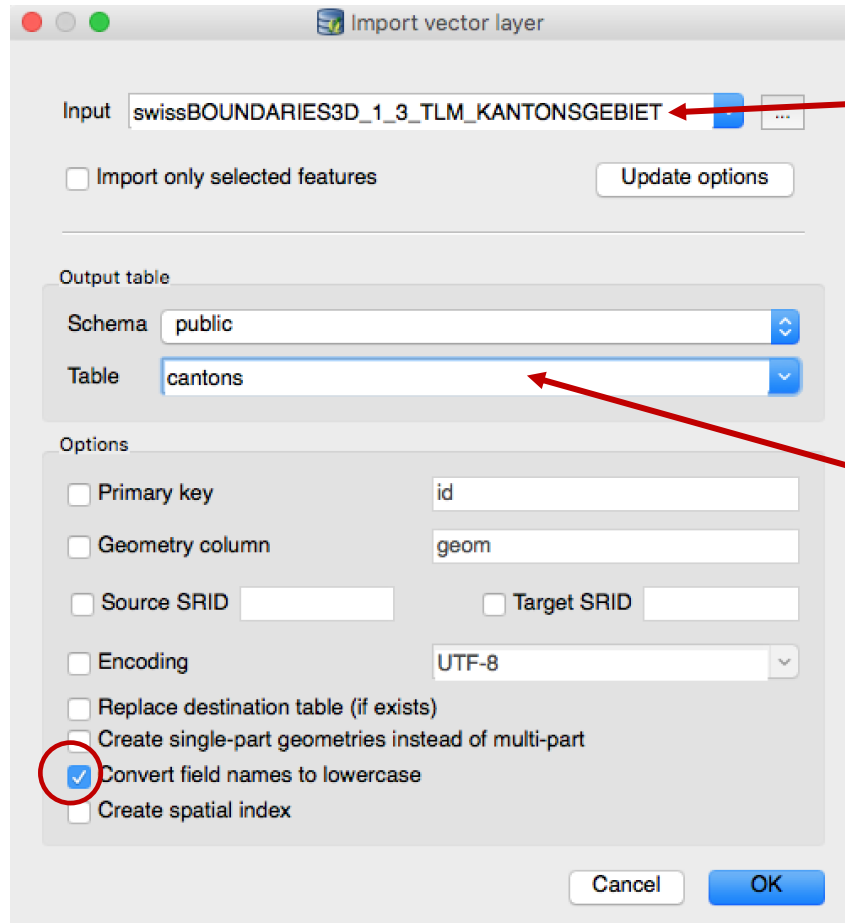 Import vector layer
Input swissBOUNDARIES3D_1_3_TLM_KANTONSGEBIET ...
Import only selected features Update options
Output table
Schema public
Table cantons
Options
Primary key id
Geometry column geom
Source SRID Target SRID
Encoding UTF-8
Replace destination table (if exists)
Create single-part geometries instead of multi-part
Convert field names to lowercase
Create spatial index
Cancel OK